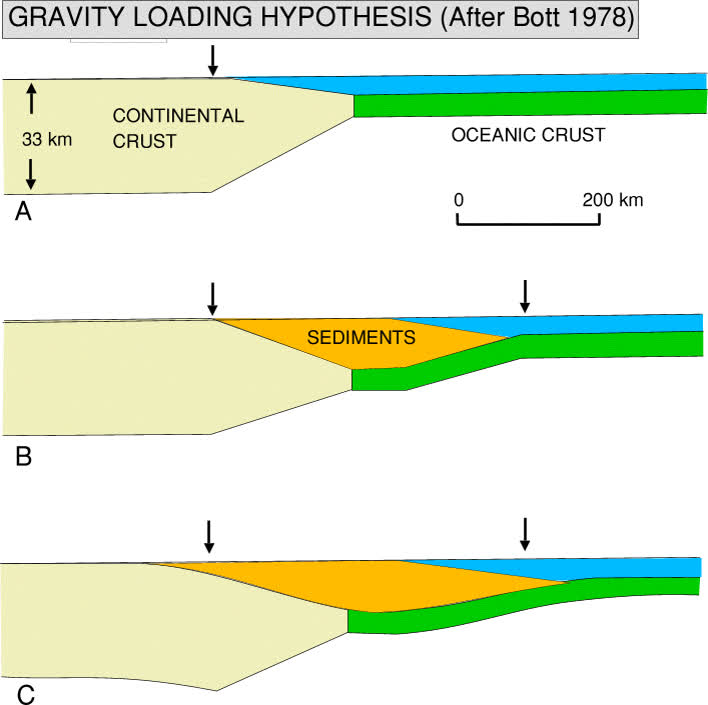 GRAVITY LOADING HYPOTHESIS (After Bott 1978)
CONTINENTAL
CRUST
33 km
OCEANIC CRUST
0 200 km
A
SEDIMENTS
B
C